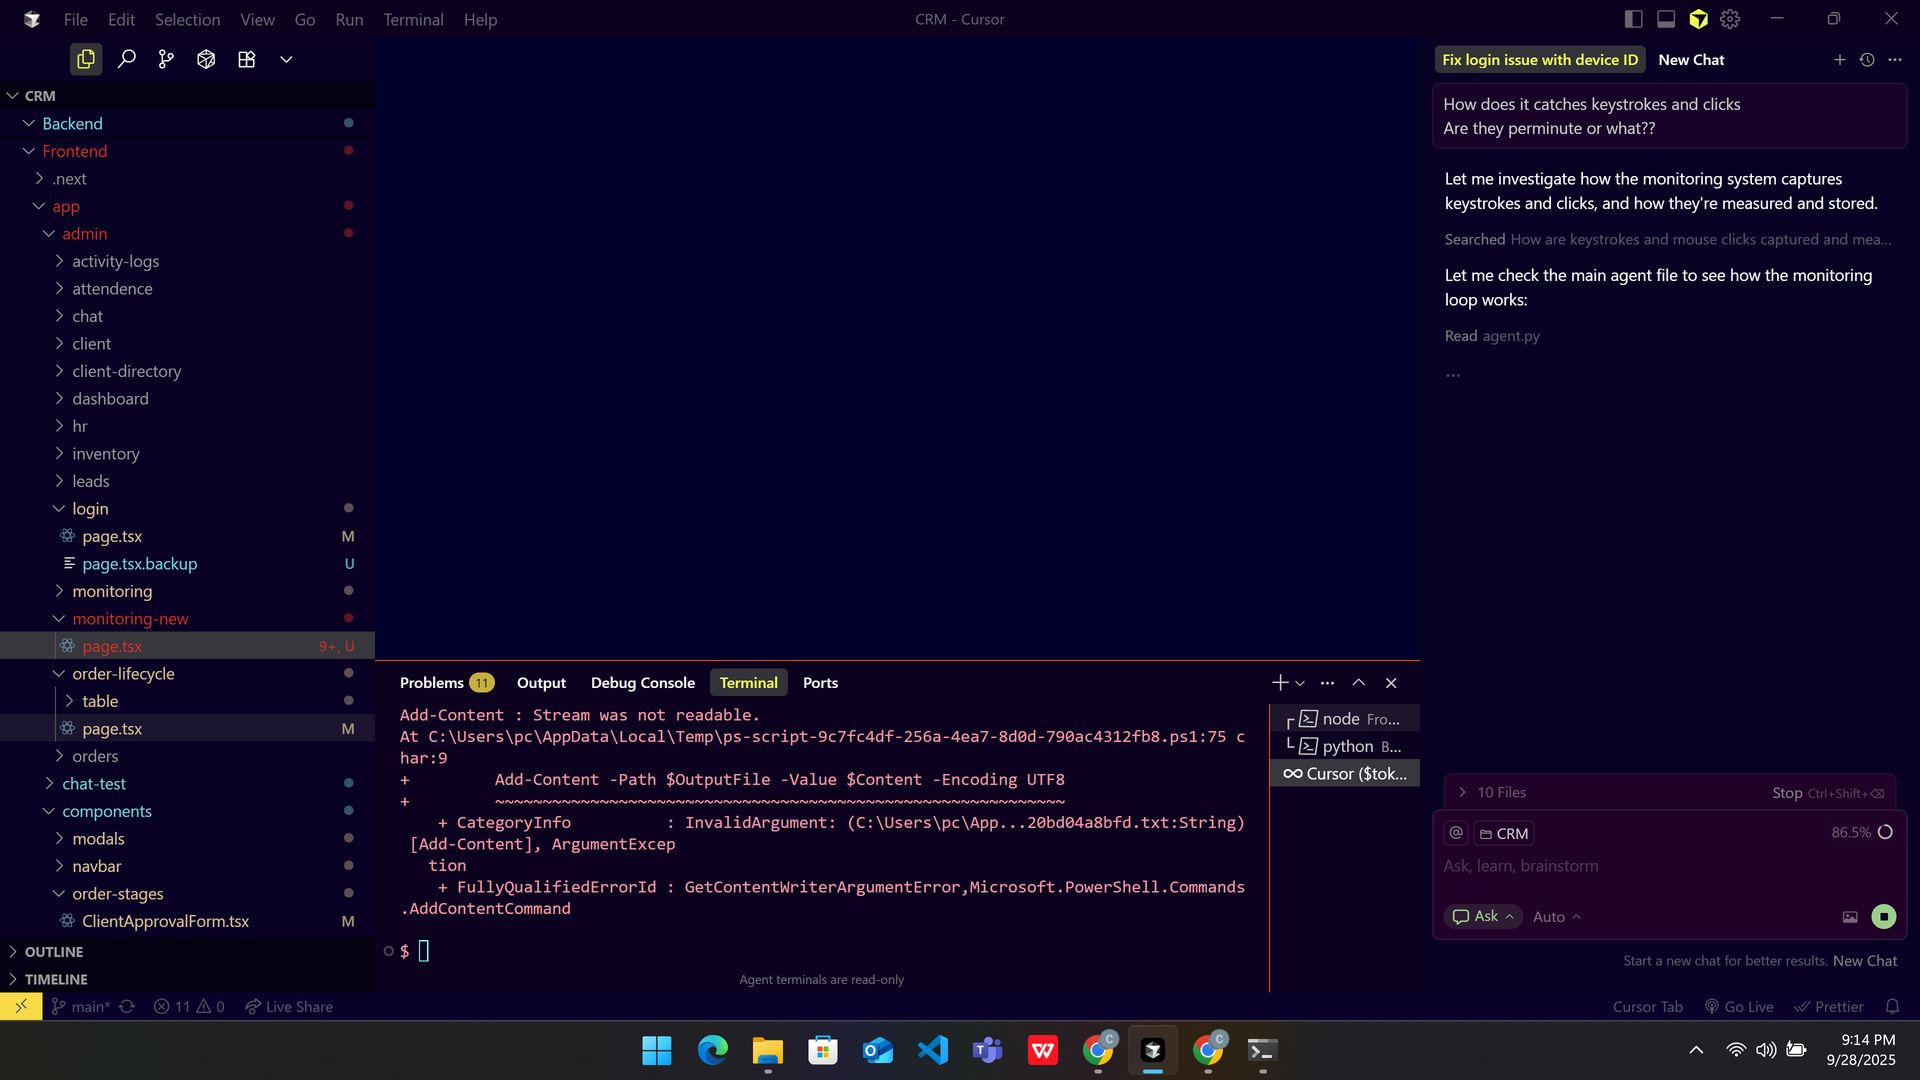 File Edit Selection View Go Run Terminal Help
CRM - Cursor
CRM
Backend
Frontend
.next
app
admin
activity-logs
attendence
chat
client
client-directory
dashboard
hr
inventory
leads
login
page.tsx M
page.tsx.backup U
monitoring
monitoring-new
page.tsx 9+, U
order-lifecycle
table
page.tsx M
orders
chat-test
components
modals
navbar
order-stages
ClientApprovalForm.tsx M
OUTLINE
TIMELINE
Problems 11 Output Debug Console Terminal Ports
Add-Content : Stream was not readable.
At C:\Users\pc\AppData\Local\Temp\ps-script-9c7fc4df-256a-4ea7-8d0d-790ac4312fb8.ps1:75 c
har:9
+         Add-Content -Path $OutputFile -Value $Content -Encoding UTF8
+         ~~~~~~~~~~~~~~~~~~~~~~~~~~~~~~~~~~~~~~~~~~~~~~~~~~~~~~~~~~~~
    + CategoryInfo          : InvalidArgument: (C:\Users\pc\App...20bd04a8bfd.txt:String)
 [Add-Content], ArgumentExcep
   tion
    + FullyQualifiedErrorId : GetContentWriterArgumentError,Microsoft.PowerShell.Commands
.AddContentCommand
$
Agent terminals are read-only
node Fro...
python B...
Cursor ($tok...
Fix login issue with device ID New Chat
How does it catches keystrokes and clicks
Are they perminute or what??
Let me investigate how the monitoring system captures
keystrokes and clicks, and how they're measured and stored.
Searched How are keystrokes and mouse clicks captured and mea...
Let me check the main agent file to see how the monitoring
loop works:
Read agent.py
...
10 Files Stop Ctrl+Shift+⌫
@ CRM 86.5%
Ask, learn, brainstorm
Ask Auto
Start a new chat for better results. New Chat
main* 11 0 Live Share
Cursor Tab Go Live Prettier
9:14 PM
9/28/2025